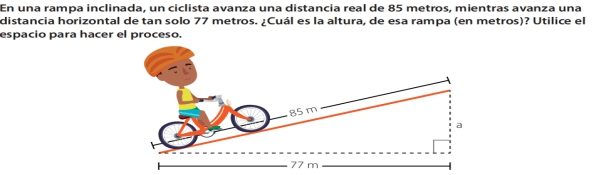 En una rampa inclinada, un ciclista avanza una distancia real de 85 metros, mientras avanza una
distancia horizontal de tan solo 77 metros. ¿Cuál es la altura, de esa rampa (en metros)? Utilice el
espacio para hacer el proceso.
85 m
a
77 m